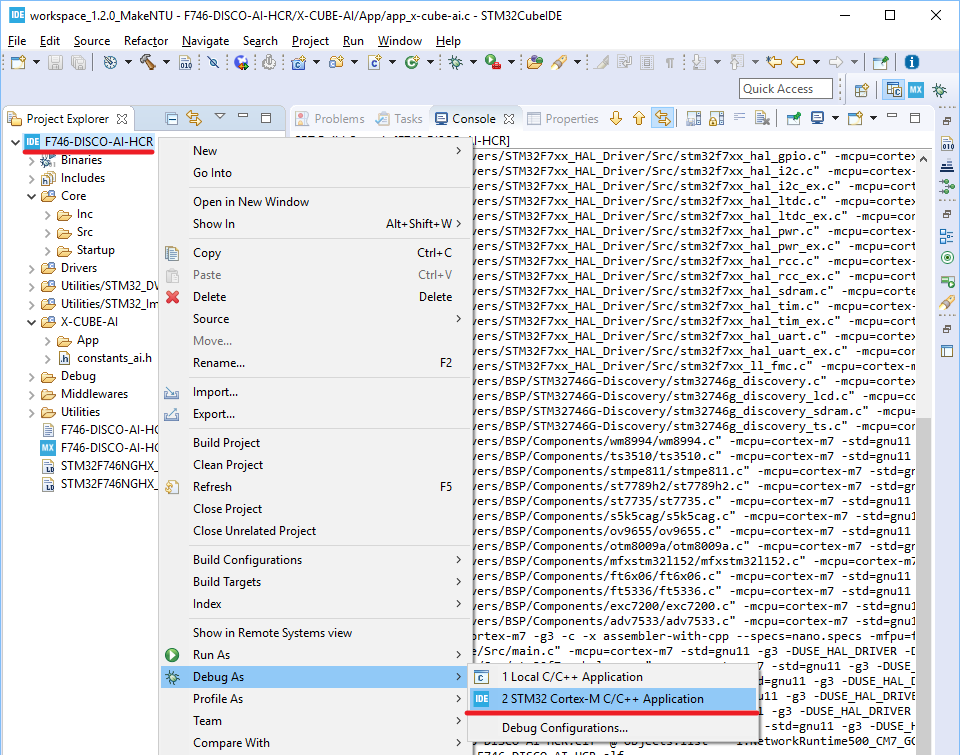 IDE workspace_1.2.0_MakeNTU - F746-DISCO-AI-HCR/X-CUBE-AI/App/app_x-cube-ai.c - STM32CubeIDE
File Edit Source Refactor Navigate Search Project Run Window Help
Quick Access
MX
Project Explorer
Problems Tasks Console Properties
IDE F746-DISCO-AI-HCR
Binaries
Includes
Core
Inc
Src
Startup
Drivers
Utilities/STM32_
Utilities/STM32_
X-CUBE-AI
App
constants_ai.h
Debug
Middlewares
Utilities
F746-DISCO-AI-HC
MX F746-DISCO-AI-HC
STM32F746NGHX_
STM32F746NGHX_
New
Go Into
Open in New Window
Show In Alt+Shift+W
Copy Ctrl+C
Paste Ctrl+V
Delete Delete
Source
Move...
Rename... F2
Import...
Export...
Build Project
Clean Project
Refresh F5
Close Project
Close Unrelated Project
Build Configurations
Build Targets
Index
Show in Remote Systems view
Run As
Debug As
Profile As
Team
Compare With
1 Local C/C++ Application
IDE 2 STM32 Cortex-M C/C++ Application
Debug Configurations...
-HCR]
vers/STM32F7xx_HAL_Driver/Src/stm32f7xx_hal_gpio.c" -mcpu=cortex
vers/STM32F7xx_HAL_Driver/Src/stm32f7xx_hal_i2c.c" -mcpu=cortex-
vers/STM32F7xx_HAL_Driver/Src/stm32f7xx_hal_i2c_ex.c" -mcpu=cort
vers/STM32F7xx_HAL_Driver/Src/stm32f7xx_hal_ltdc.c" -mcpu=cortex
vers/STM32F7xx_HAL_Driver/Src/stm32f7xx_hal_ltdc_ex.c" -mcpu=cor
vers/STM32F7xx_HAL_Driver/Src/stm32f7xx_hal_pwr.c" -mcpu=cortex-
vers/STM32F7xx_HAL_Driver/Src/stm32f7xx_hal_pwr_ex.c" -mcpu=cort
vers/STM32F7xx_HAL_Driver/Src/stm32f7xx_hal_rcc.c" -mcpu=cortex-
vers/STM32F7xx_HAL_Driver/Src/stm32f7xx_hal_rcc_ex.c" -mcpu=cort
vers/STM32F7xx_HAL_Driver/Src/stm32f7xx_hal_sdram.c" -mcpu=corte
vers/STM32F7xx_HAL_Driver/Src/stm32f7xx_hal_tim.c" -mcpu=cortex-
vers/STM32F7xx_HAL_Driver/Src/stm32f7xx_hal_tim_ex.c" -mcpu=cort
vers/STM32F7xx_HAL_Driver/Src/stm32f7xx_hal_uart.c" -mcpu=cortex
vers/STM32F7xx_HAL_Driver/Src/stm32f7xx_hal_uart_ex.c" -mcpu=cor
vers/STM32F7xx_HAL_Driver/Src/stm32f7xx_ll_fmc.c" -mcpu=cortex-m
vers/BSP/STM32746G-Discovery/stm32746g_discovery.c" -mcpu=cortex
vers/BSP/STM32746G-Discovery/stm32746g_discovery_lcd.c" -mcpu=co
vers/BSP/STM32746G-Discovery/stm32746g_discovery_sdram.c" -mcpu=
vers/BSP/STM32746G-Discovery/stm32746g_discovery_ts.c" -mcpu=cor
vers/BSP/Components/wm8994/wm8994.c" -mcpu=cortex-m7 -std=gnu11
vers/BSP/Components/ts3510/ts3510.c" -mcpu=cortex-m7 -std=gnu11
vers/BSP/Components/stmpe811/stmpe811.c" -mcpu=cortex-m7 -std=gn
vers/BSP/Components/st7789h2/st7789h2.c" -mcpu=cortex-m7 -std=gn
vers/BSP/Components/st7735/st7735.c" -mcpu=cortex-m7 -std=gnu11
vers/BSP/Components/s5k5cag/s5k5cag.c" -mcpu=cortex-m7 -std=gnu1
vers/BSP/Components/ov9655/ov9655.c" -mcpu=cortex-m7 -std=gnu11
vers/BSP/Components/otm8009a/otm8009a.c" -mcpu=cortex-m7 -std=gn
vers/BSP/Components/mfxstm32l152/mfxstm32l152.c" -mcpu=cortex-m7
vers/BSP/Components/ft6x06/ft6x06.c" -mcpu=cortex-m7 -std=gnu11
vers/BSP/Components/ft5336/ft5336.c" -mcpu=cortex-m7 -std=gnu11
vers/BSP/Components/exc7200/exc7200.c" -mcpu=cortex-m7 -std=gnu1
vers/BSP/Components/adv7533/adv7533.c" -mcpu=cortex-m7 -std=gnu1
ortex-m7 -g3 -c -x assembler-with-cpp --specs=nano.specs -mfpu=f
e/Src/main.c" -mcpu=cortex-m7 -std=gnu11 -g3 -DUSE_HAL_DRIVER -D